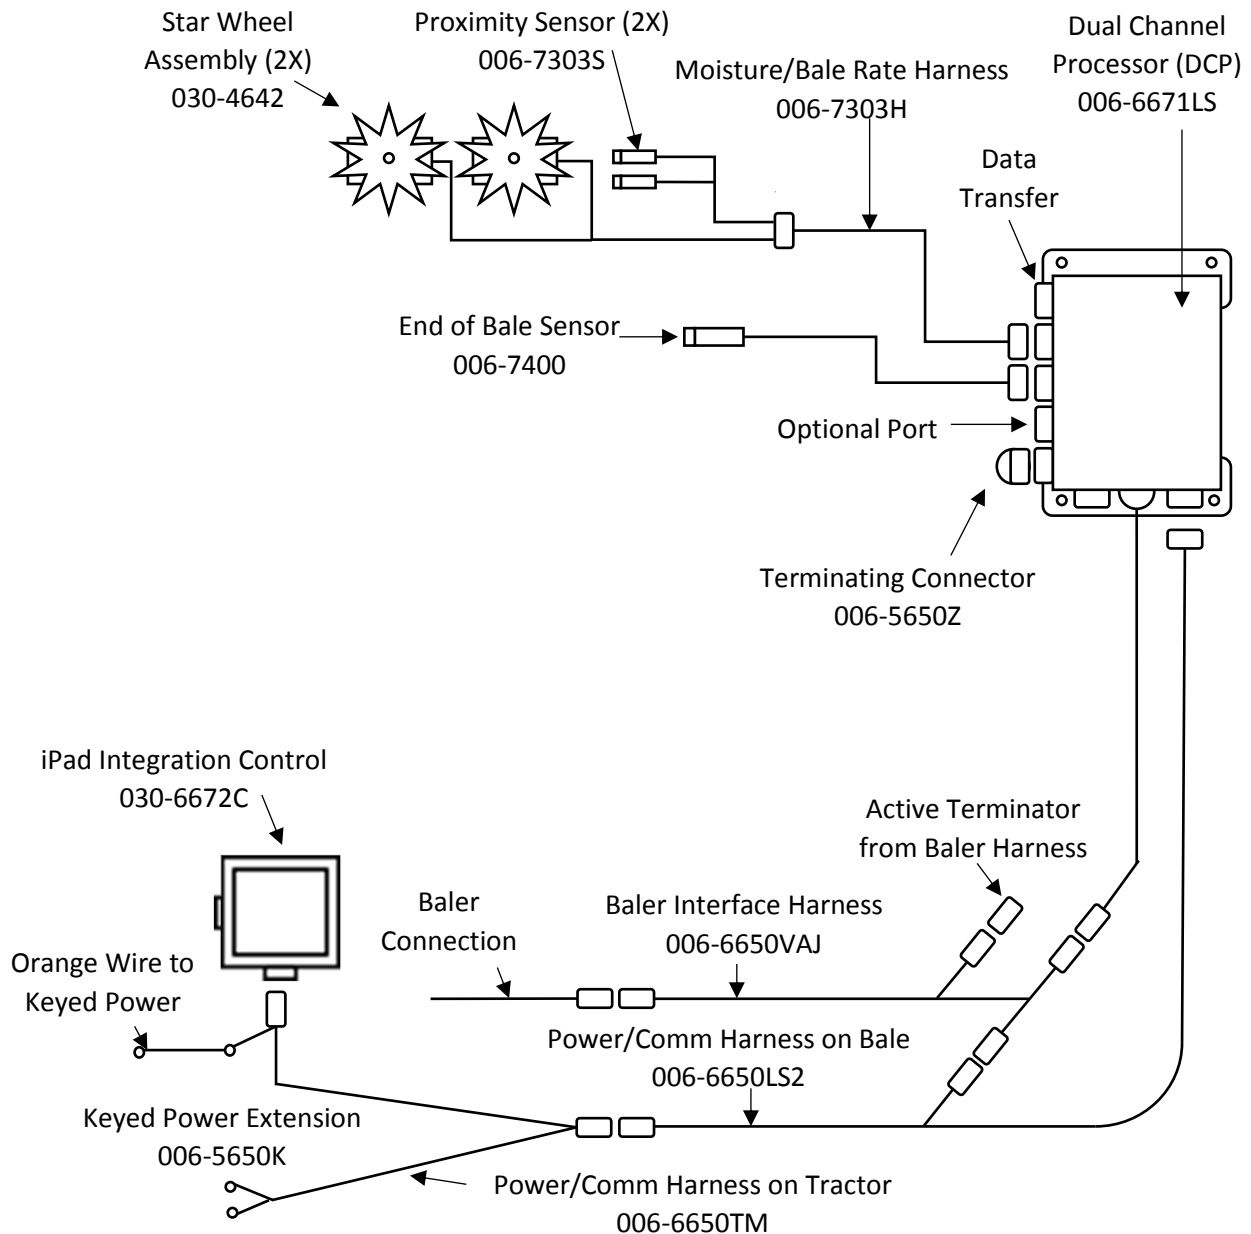 Star Wheel
Assembly (2X)
030-4642
Proximity Sensor (2X)
006-7303S
Moisture/Bale Rate Harness
006-7303H
Dual Channel
Processor (DCP)
006-6671LS
Data
Transfer
End of Bale Sensor
006-7400
Optional Port
Terminating Connector
006-5650Z
iPad Integration Control
030-6672C
Active Terminator
from Baler Harness
Baler
Connection
Baler Interface Harness
006-6650VAJ
Orange Wire to
Keyed Power
Power/Comm Harness on Bale
006-6650LS2
Keyed Power Extension
006-5650K
Power/Comm Harness on Tractor
006-6650TM